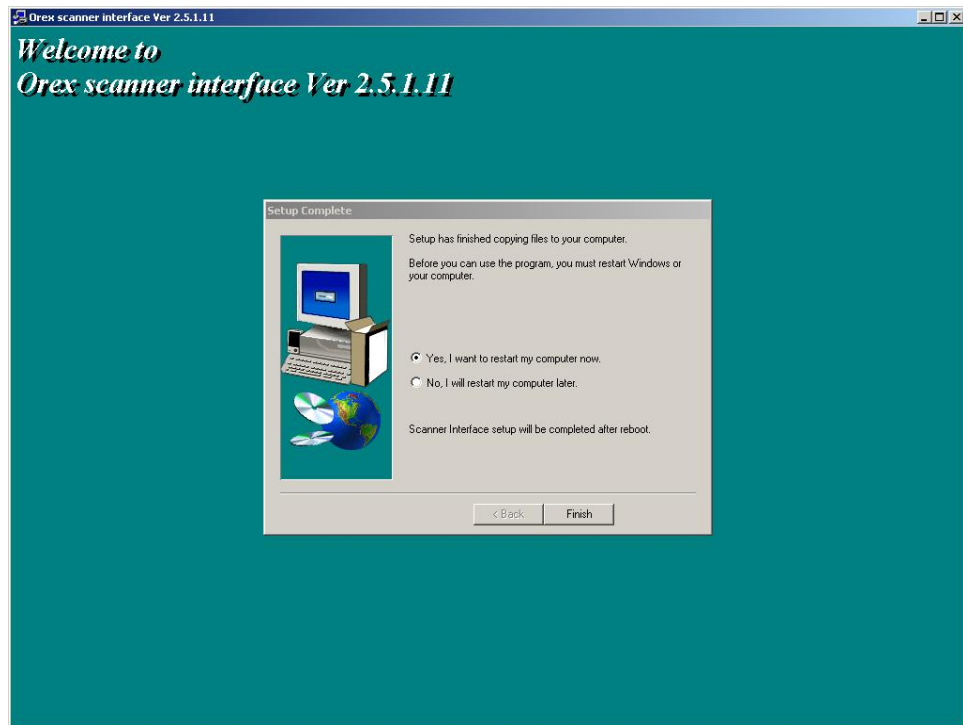 Orex scanner interface Ver 2.5.1.11
Welcome to
Orex scanner interface Ver 2.5.1.11
Setup Complete
Setup has finished copying files to your computer.
Before you can use the program, you must restart Windows or
your computer.
Yes, I want to restart my computer now.
No, I will restart my computer later.
Scanner Interface setup will be completed after reboot.
< Back
Finish